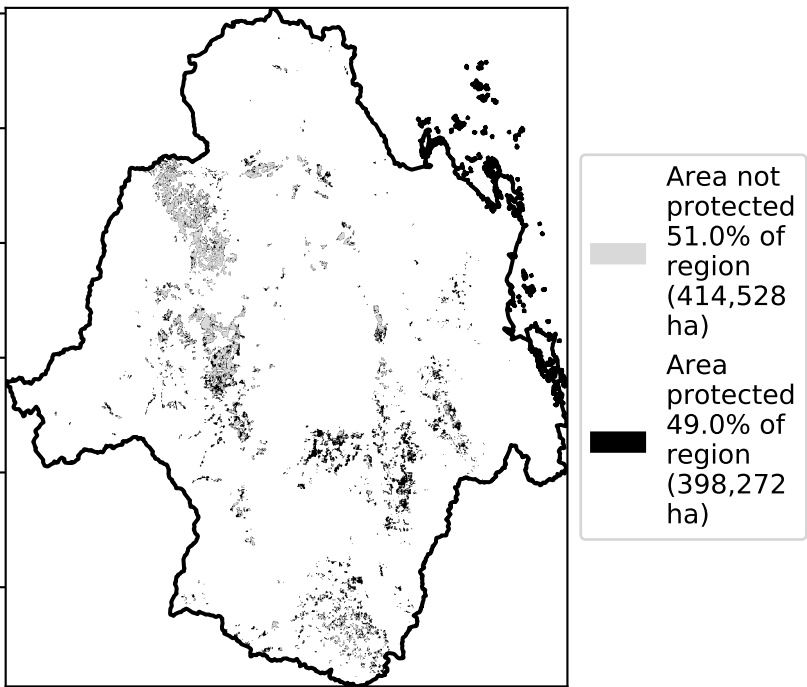 Area not
protected
51.0% of
region
(414,528
ha)
Area
protected
49.0% of
region
(398,272
ha)